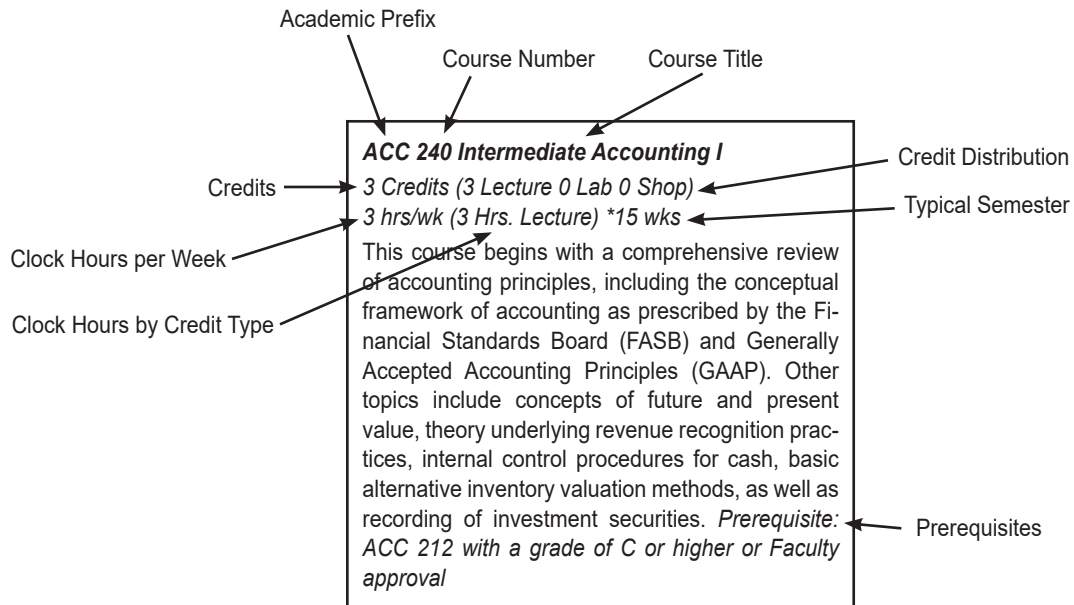 Academic Prefix
Course Number
Course Title
ACC 240 Intermediate Accounting I
Credit Distribution
Credits
3 Credits (3 Lecture 0 Lab 0 Shop)
Typical Semester
3 hrs/wk (3 Hrs. Lecture) *15 wks
Clock Hours per Week
This course begins with a comprehensive review
of accounting principles, including the conceptual
Clock Hours by Credit Type
framework of accounting as prescribed by the Fi-
nancial Standards Board (FASB) and Generally
Accepted Accounting Principles (GAAP). Other
topics include concepts of future and present
value, theory underlying revenue recognition prac-
tices, internal control procedures for cash, basic
alternative inventory valuation methods, as well as
recording of investment securities. Prerequisite:
Prerequisites
ACC 212 with a grade of C or higher or Faculty
approval